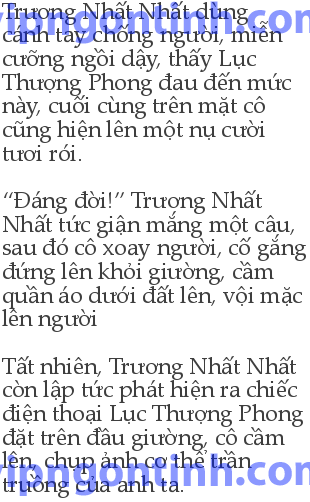 Trương Nhất Nhất dùng
cánh tay chống người, miễn
cưỡng ngồi dậy, thấy Lục
Thượng Phong đau đến mức
này, cuối cùng trên mặt cô
cũng hiện lên một nụ cười
tươi rói.
“Đáng đời!” Trương Nhất
Nhất tức giận mắng một câu,
sau đó cô xoay người, cố gắng
đứng lên khỏi giường, cầm
quần áo dưới đất lên, vội mặc
lên người
Tất nhiên, Trương Nhất Nhất
còn lập tức phát hiện ra chiếc
điện thoại Lục Thượng Phong
đặt trên đầu giường, cô cầm
lên, chụp ảnh cơ thể trần
truồng của anh ta.
vipngontinh.com
vipngontinh.com